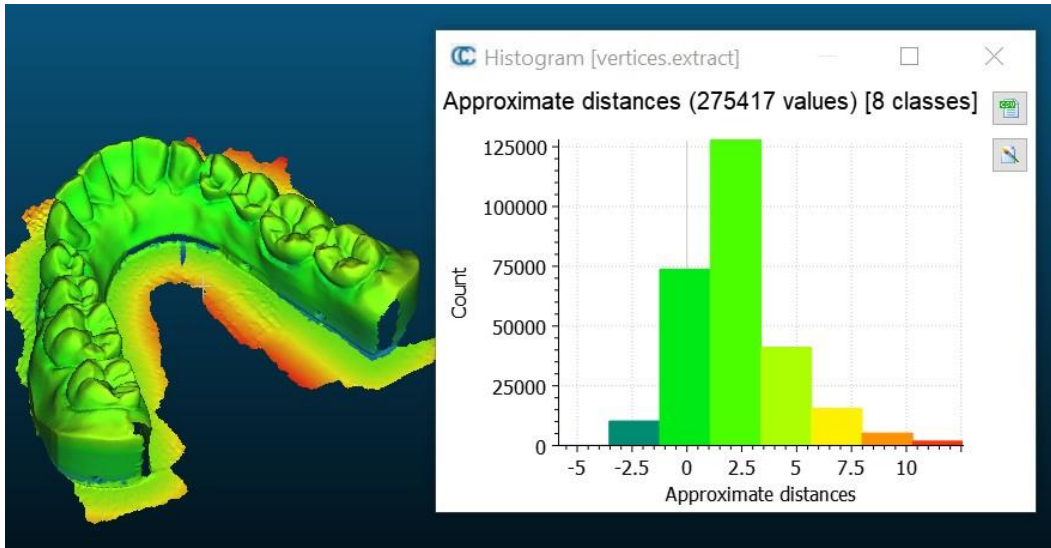 Histogram [vertices.extract]
Approximate distances (275417 values) [8 classes]
CSV
125000
100000
75000
50000
25000
0
Count
-5 -2.5 0 2.5 5 7.5 10
Approximate distances